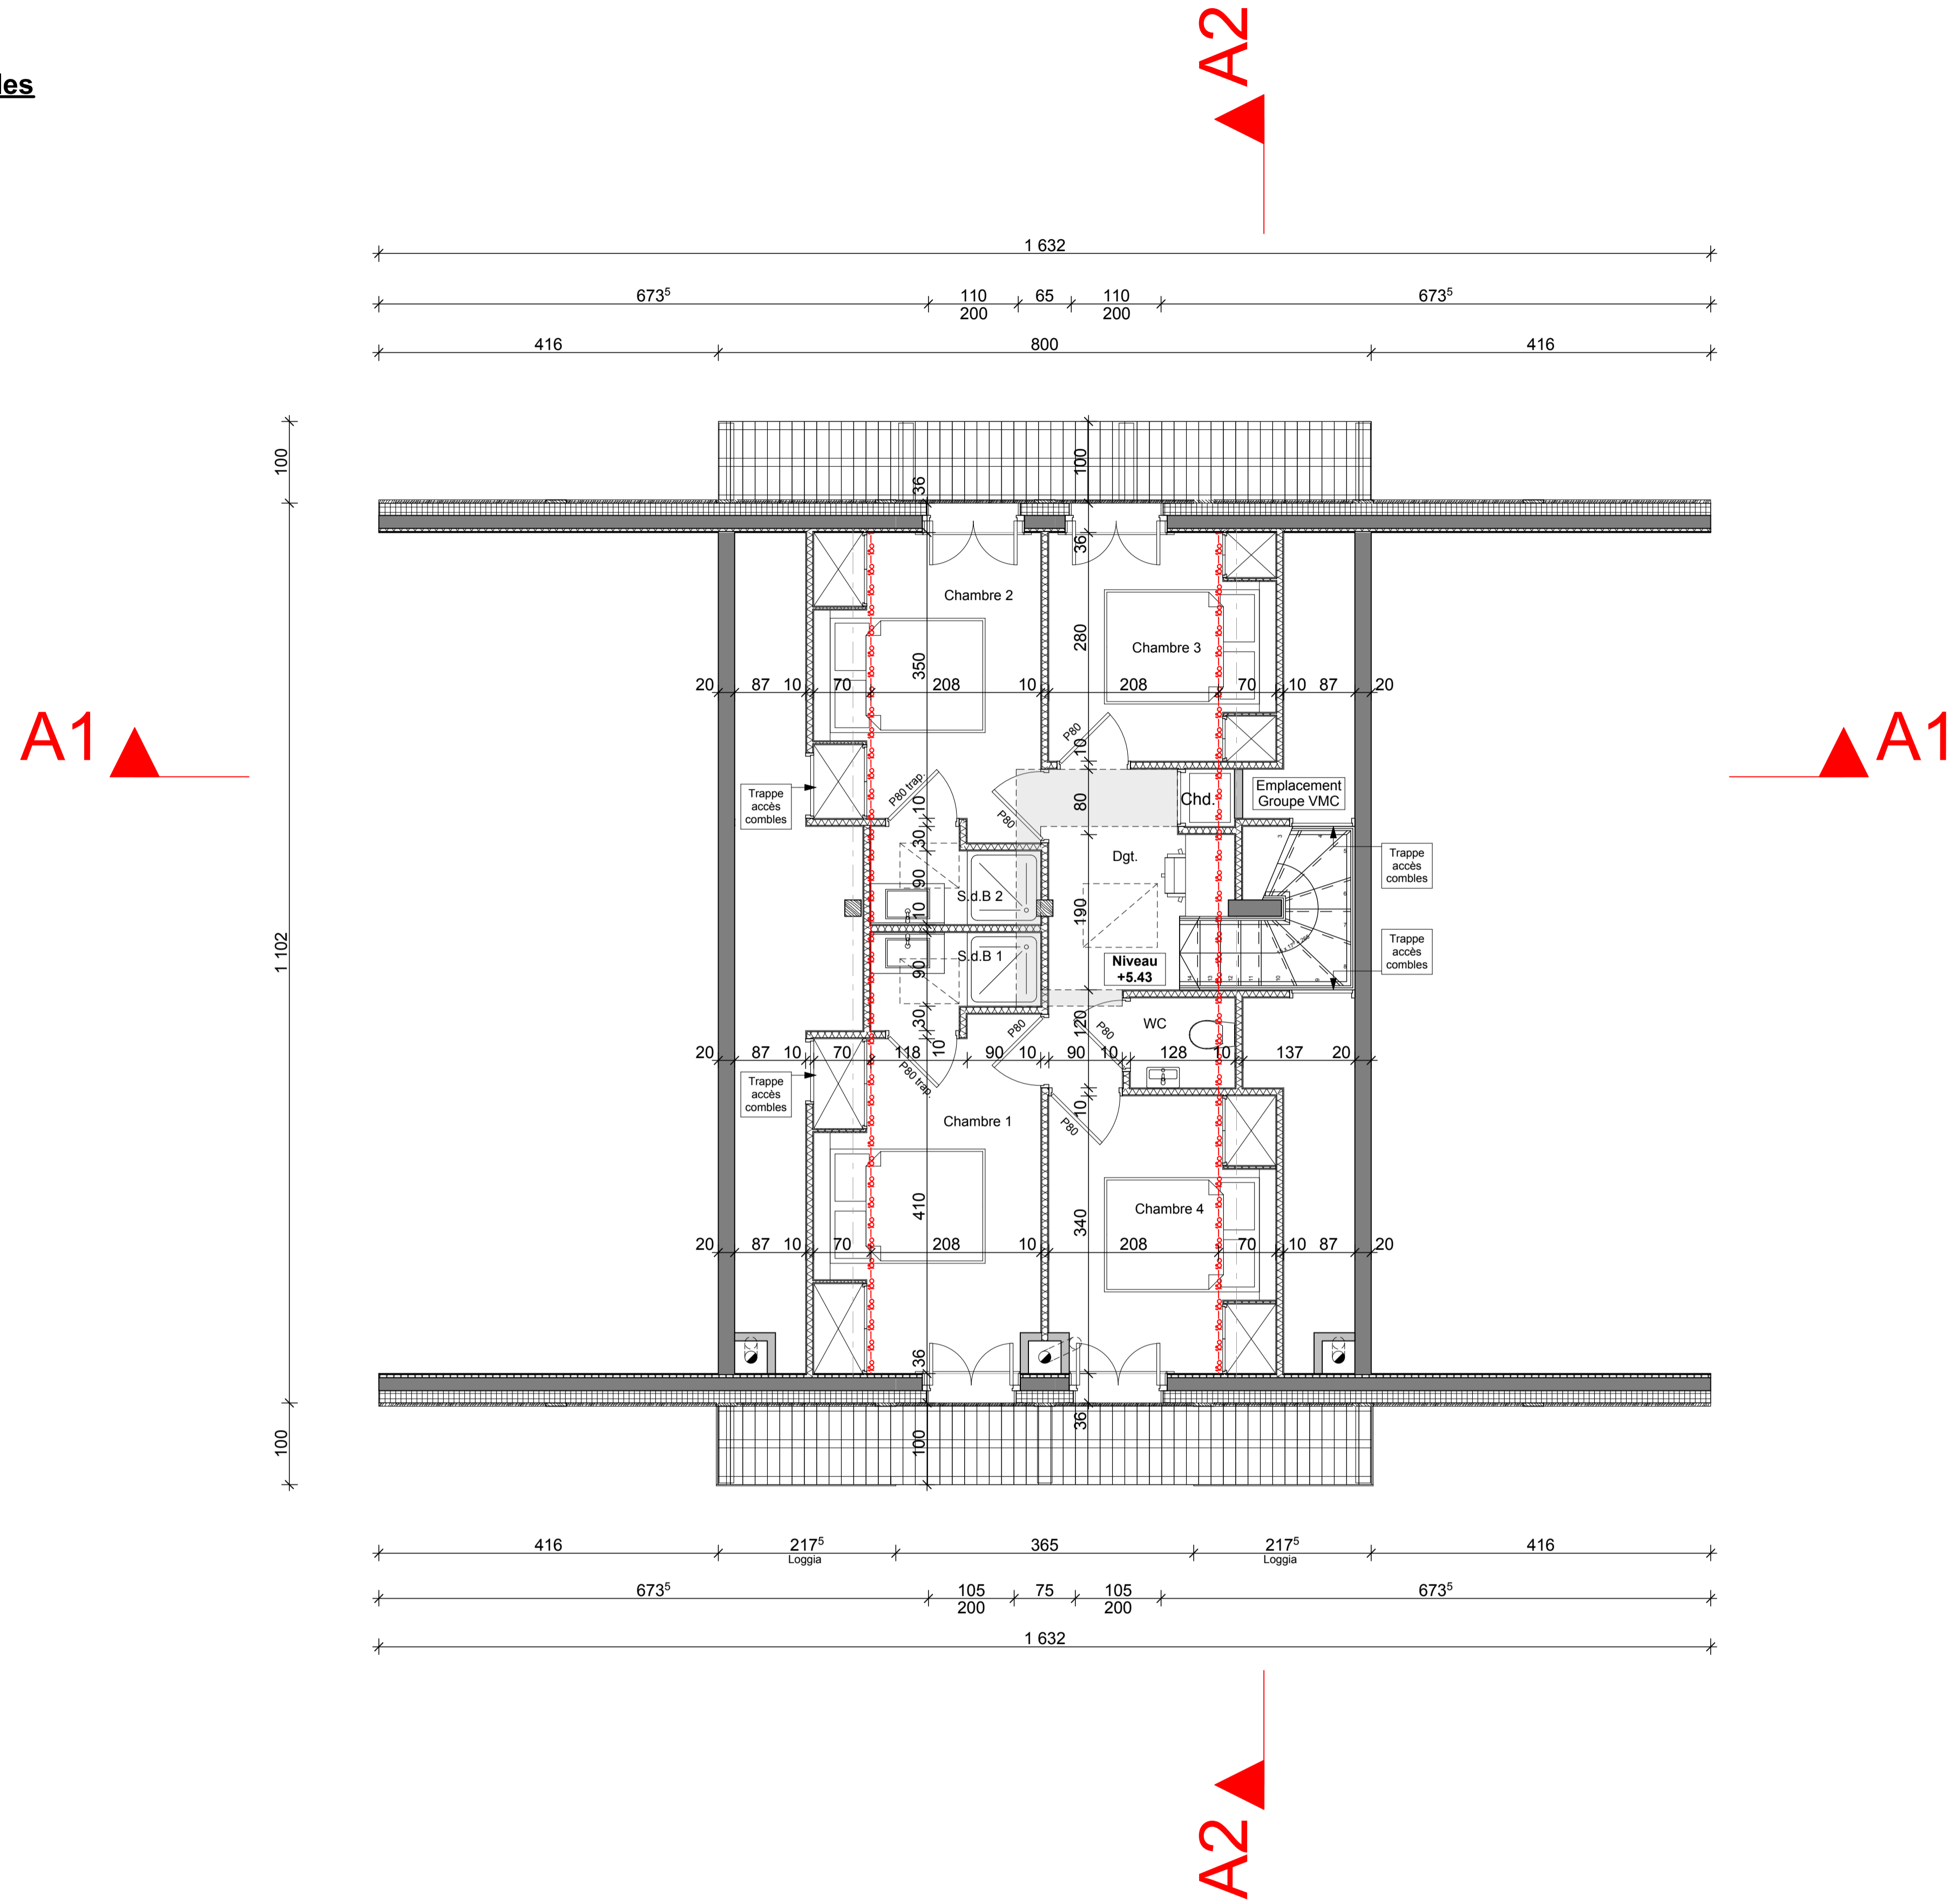 les
A2
1 632
673⁵
110
65
110
673⁵
200
200
416
800
416
100
100
36
36
1 102
Chambre 2
Chambre 3
280
350
20
87
10
70
208
10
208
70
10
87
20
A1
A1
P80
10
P80 trap.
Trappe
accès
combles
10
80
Chd.
Emplacement
Groupe VMC
P80
30
Dgt.
Trappe
accès
combles
90
S.d.B 2
10
190
S.d.B 1
90
Niveau
+5.43
Trappe
accès
combles
30
P80
120
P80
WC
20
87
10
70
118
10
90
10
90
10
128
10
137
20
Trappe
accès
combles
P80 trap.
10
P80
Chambre 1
410
Chambre 4
340
20
87
10
70
208
10
208
70
10
87
20
36
36
100
100
416
217⁵
365
217⁵
416
Loggia
Loggia
673⁵
105
75
105
673⁵
200
200
1 632
A2